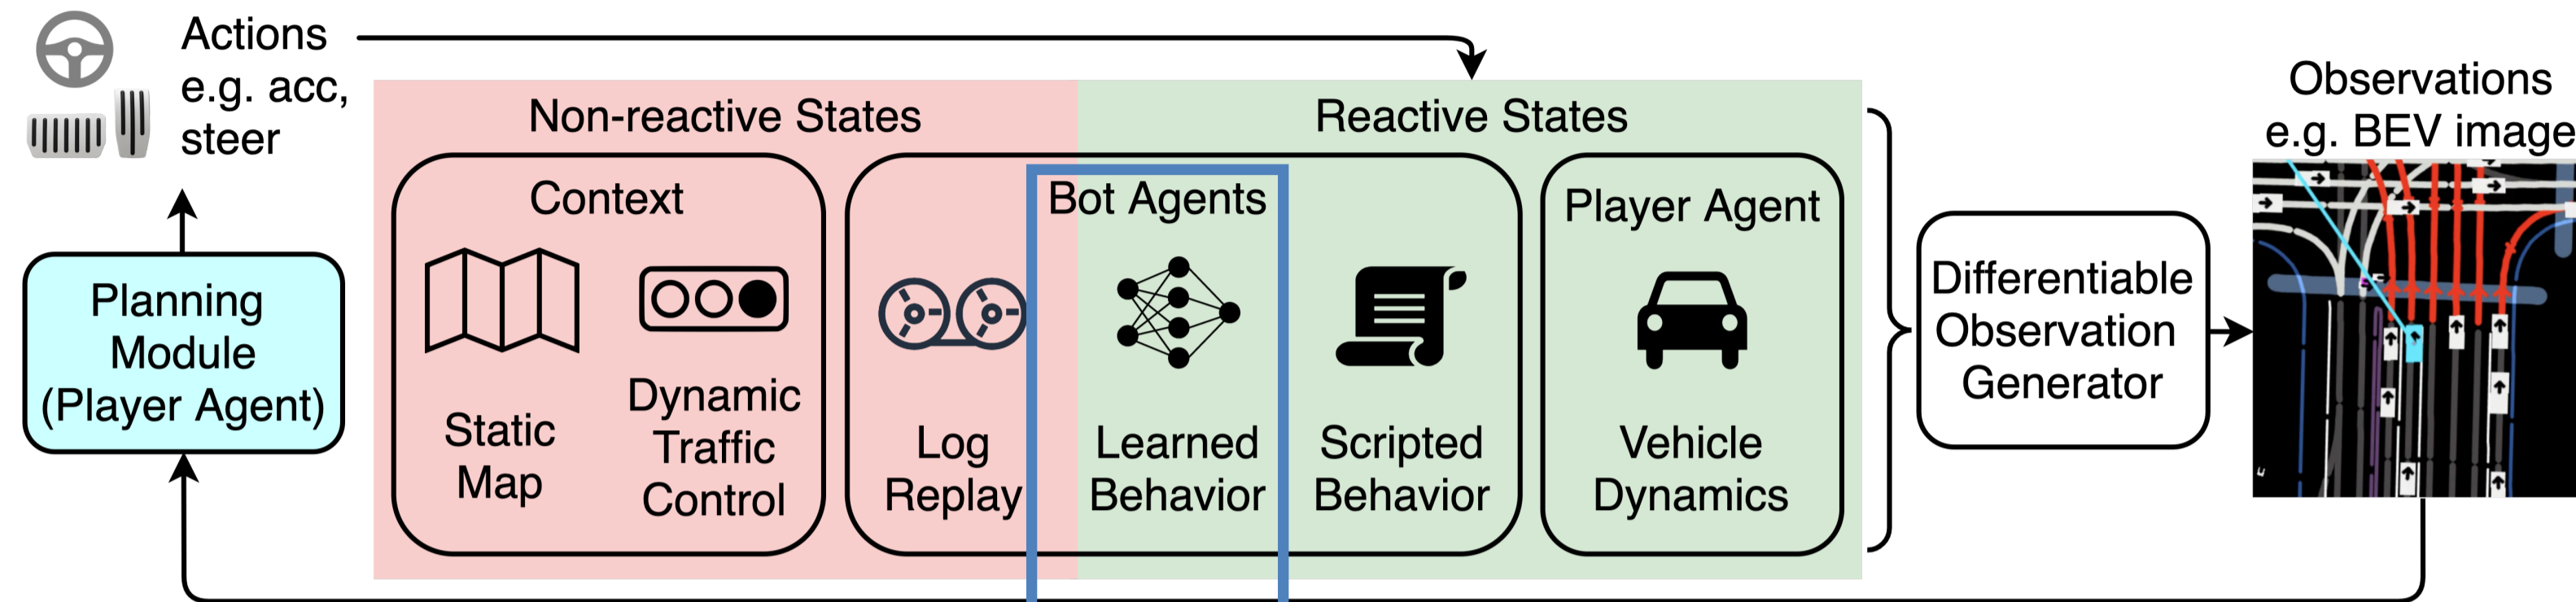 Actions
e.g. acc,
steer
Planning
Module
(Player Agent)
Non-reactive States
Reactive States
Context
Static
Map
Dynamic
Traffic
Control
Bot Agents
Log
Replay
Learned
Behavior
Scripted
Behavior
Player Agent
Vehicle
Dynamics
Differentiable
Observation
Generator
Observations
e.g. BEV image